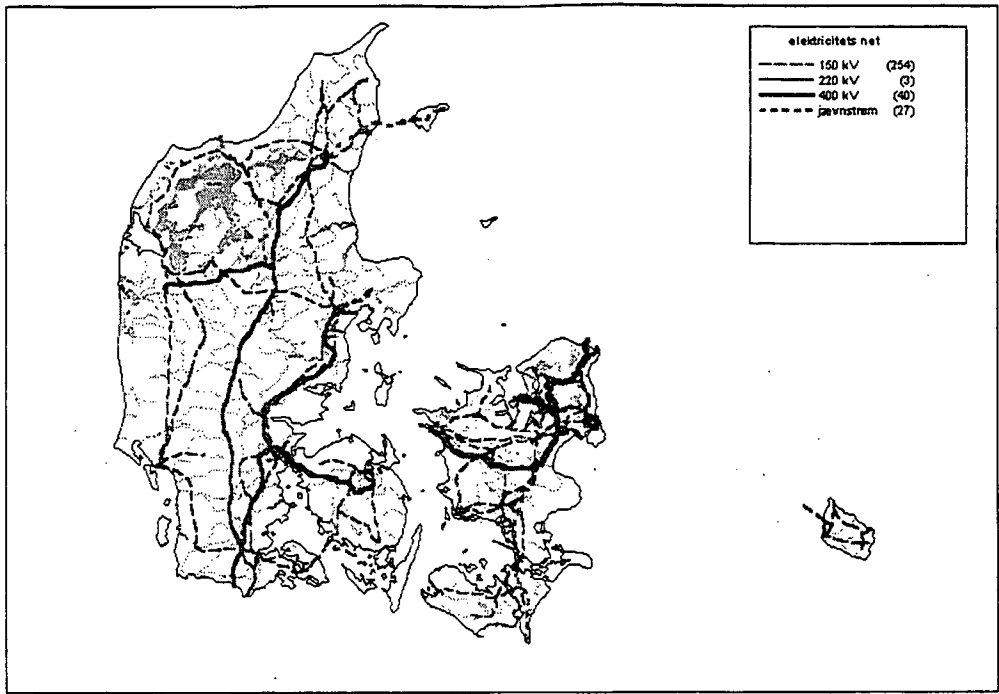 elektricitets net
150 kV (254)
220 kV (3)
400 kV (40)
jævnstrøm (27)